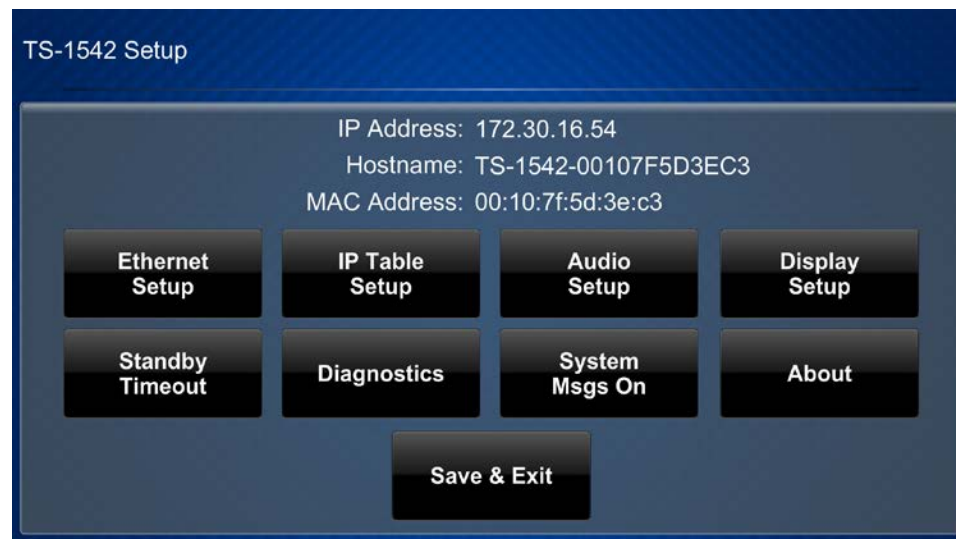 TS-1542 Setup
IP Address: 172.30.16.54
Hostname: TS-1542-00107F5D3EC3
MAC Address: 00:10:7f:5d:3e:c3
Ethernet
Setup
IP Table
Setup
Audio
Setup
Display
Setup
Standby
Timeout
Diagnostics
System
Msgs On
About
Save & Exit